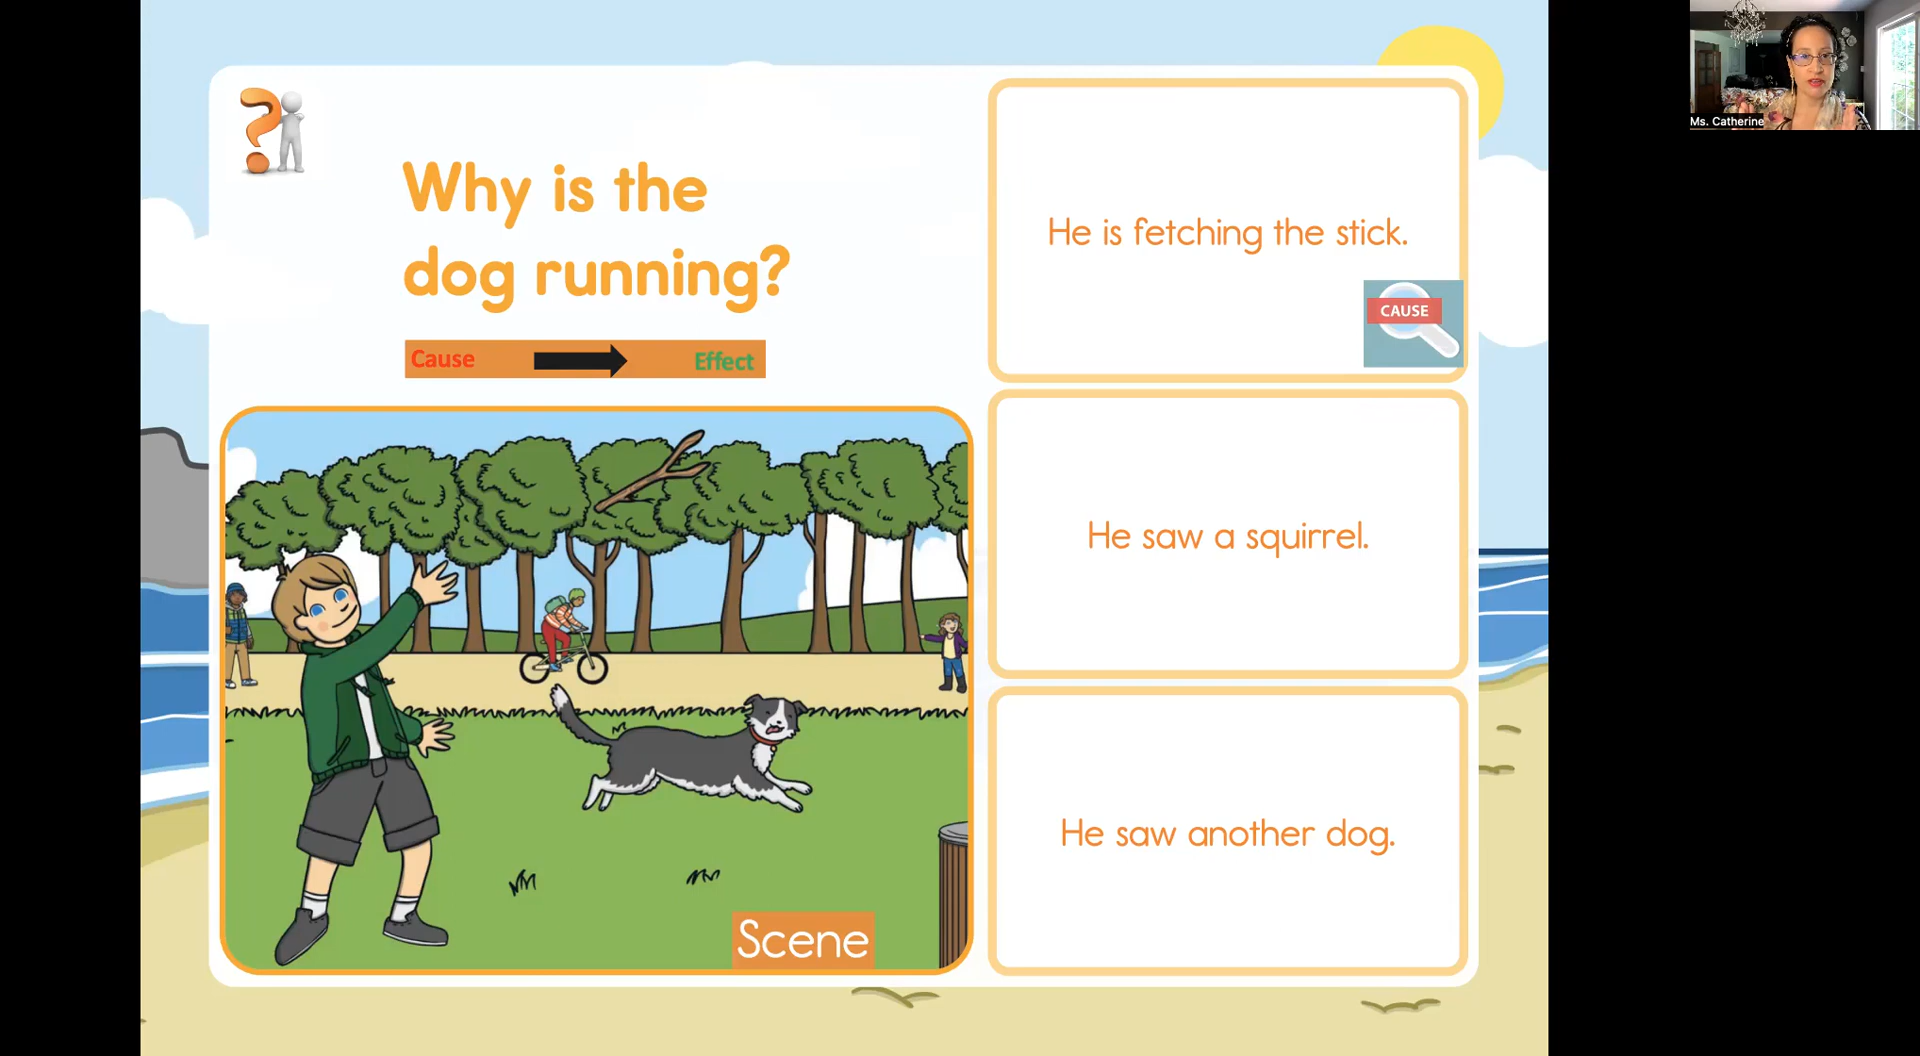 Why is the
dog running?
Cause Effect
Scene
He is fetching the stick.
CAUSE
He saw a squirrel.
He saw another dog.
Ms. Catherine